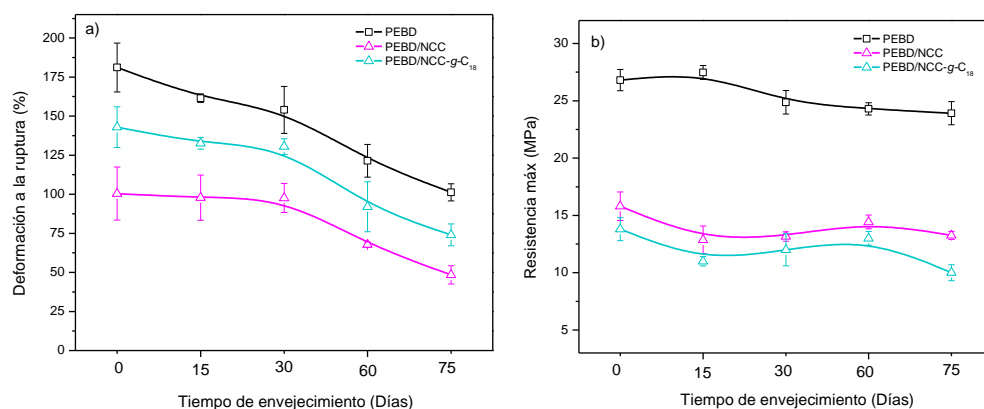 a)
PEBD
PEBD/NCC
PEBD/NCC-g-C18
200
175
150
125
100
75
50
25
0
Deformación a la ruptura (%)
0 15 30 60 75
Tiempo de envejecimiento (Días)
b)
PEBD
PEBD/NCC
PEBD/NCC-g-C18
30
25
20
15
10
5
Resistencia máx (MPa)
0 15 30 60 75
Tiempo de envejecimiento (Días)